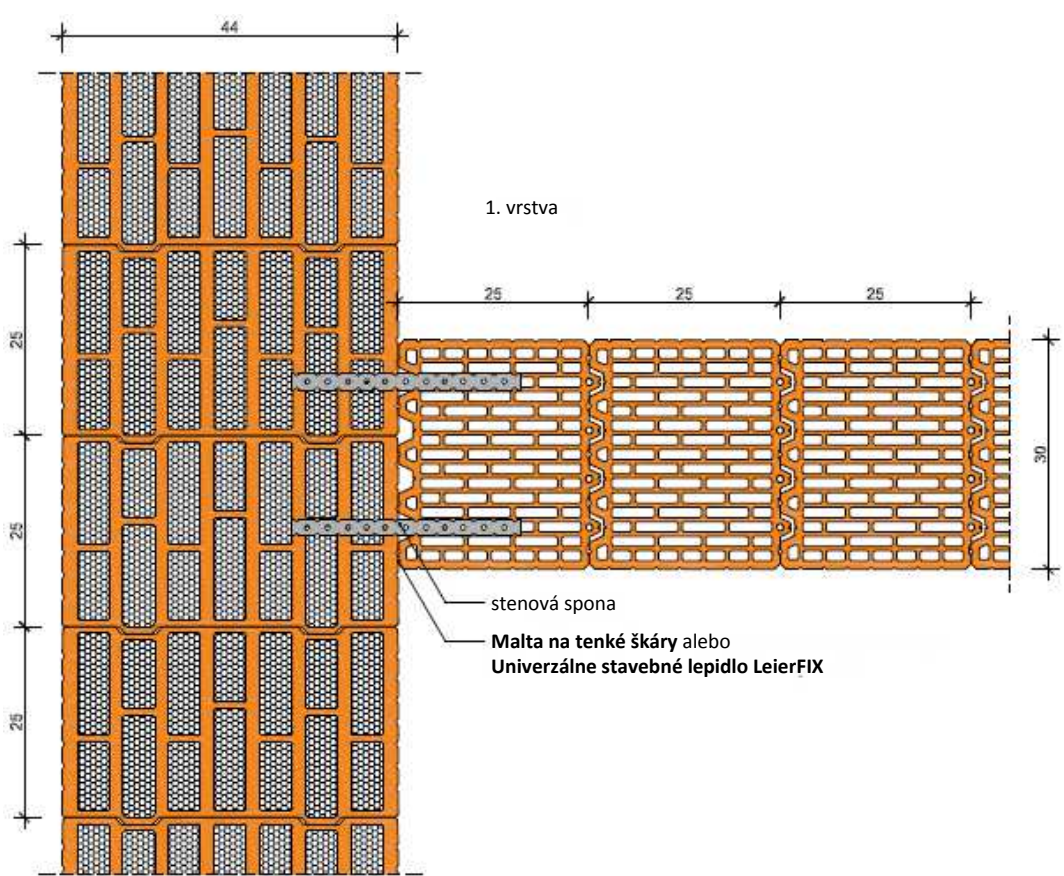 44
1. vrstva
25
25
25
25
25
25
30
stenová spona
Malta na tenké škáry alebo
Univerzálne stavebné lepidlo LeierFIX